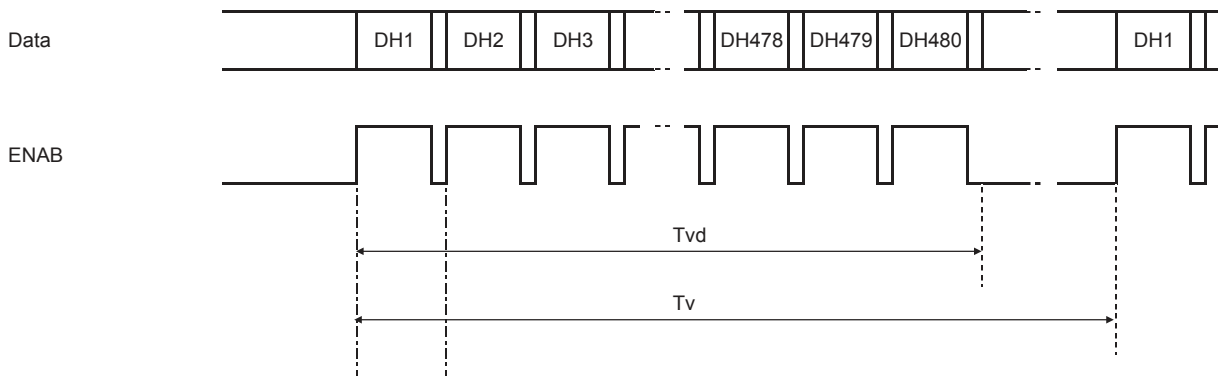 Data DH1 DH2 DH3 DH478 DH479 DH480 DH1
ENAB
Tvd
Tv